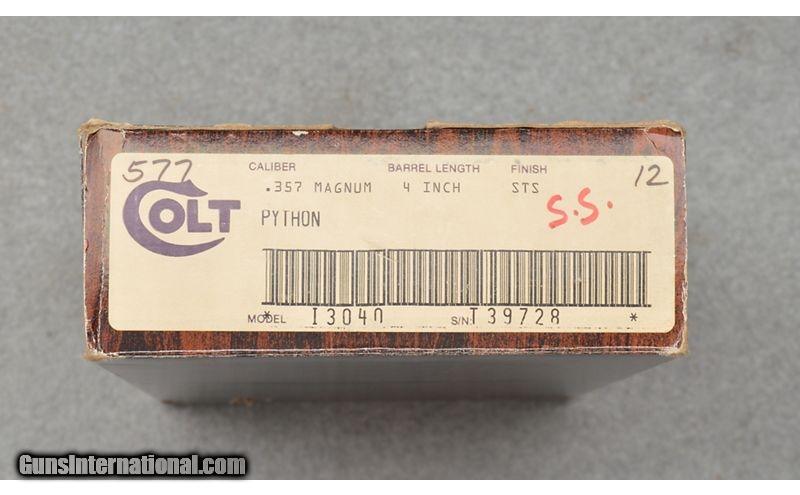 577
CALIBER BARREL LENGTH FINISH
.357 MAGNUM 4 INCH STS
12
S.S.
COLT
PYTHON
MODEL I3040 S/N: T39728
* * *
GunsInternational.com